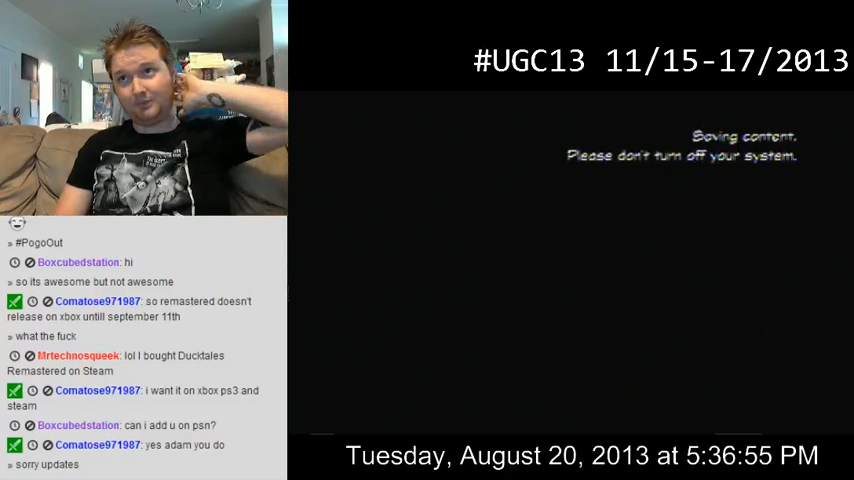 #UGC13 11/15-17/2013
Saving content.
Please don't turn off your system.
» #PogoOut
Boxcubedstation: hi
» so its awesome but not awesome
Comatose971987: so remastered doesn't
release on xbox untill september 11th
» what the fuck
Mrtechnosqueek: lol I bought Ducktales
Remastered on Steam
Comatose971987: i want it on xbox ps3 and
steam
Boxcubedstation: can i add u on psn?
Comatose971987: yes adam you do
» sorry updates
Tuesday, August 20, 2013 at 5:36:55 PM